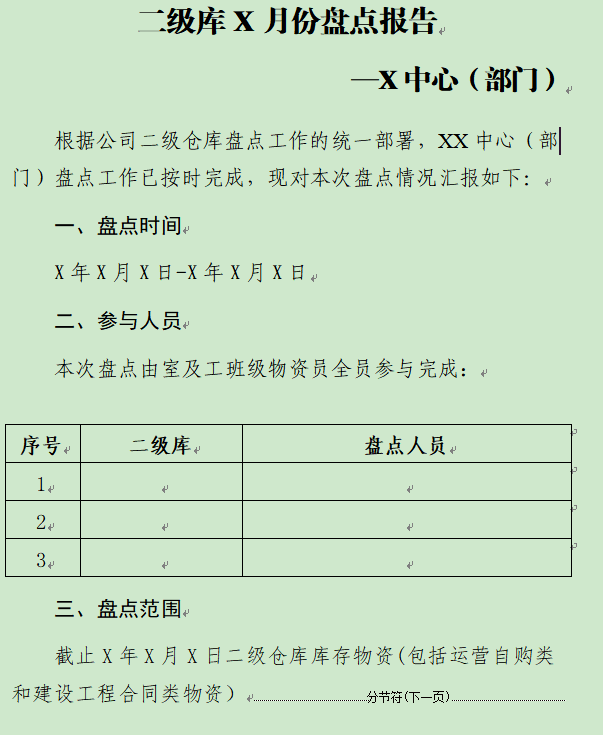 二级库 X 月份盘点报告
—X 中心（部门）
根据公司二级仓库盘点工作的统一部署，XX 中心（部
门）盘点工作已按时完成，现对本次盘点情况汇报如下：
一、盘点时间
X 年 X 月 X 日-X 年 X 月 X 日
二、参与人员
本次盘点由室及工班级物资员全员参与完成：
序号 二级库 盘点人员
1
2
3
三、盘点范围
截止 X 年 X 月 X 日二级仓库库存物资(包括运营自购类
和建设工程合同类物资）分节符(下一页)